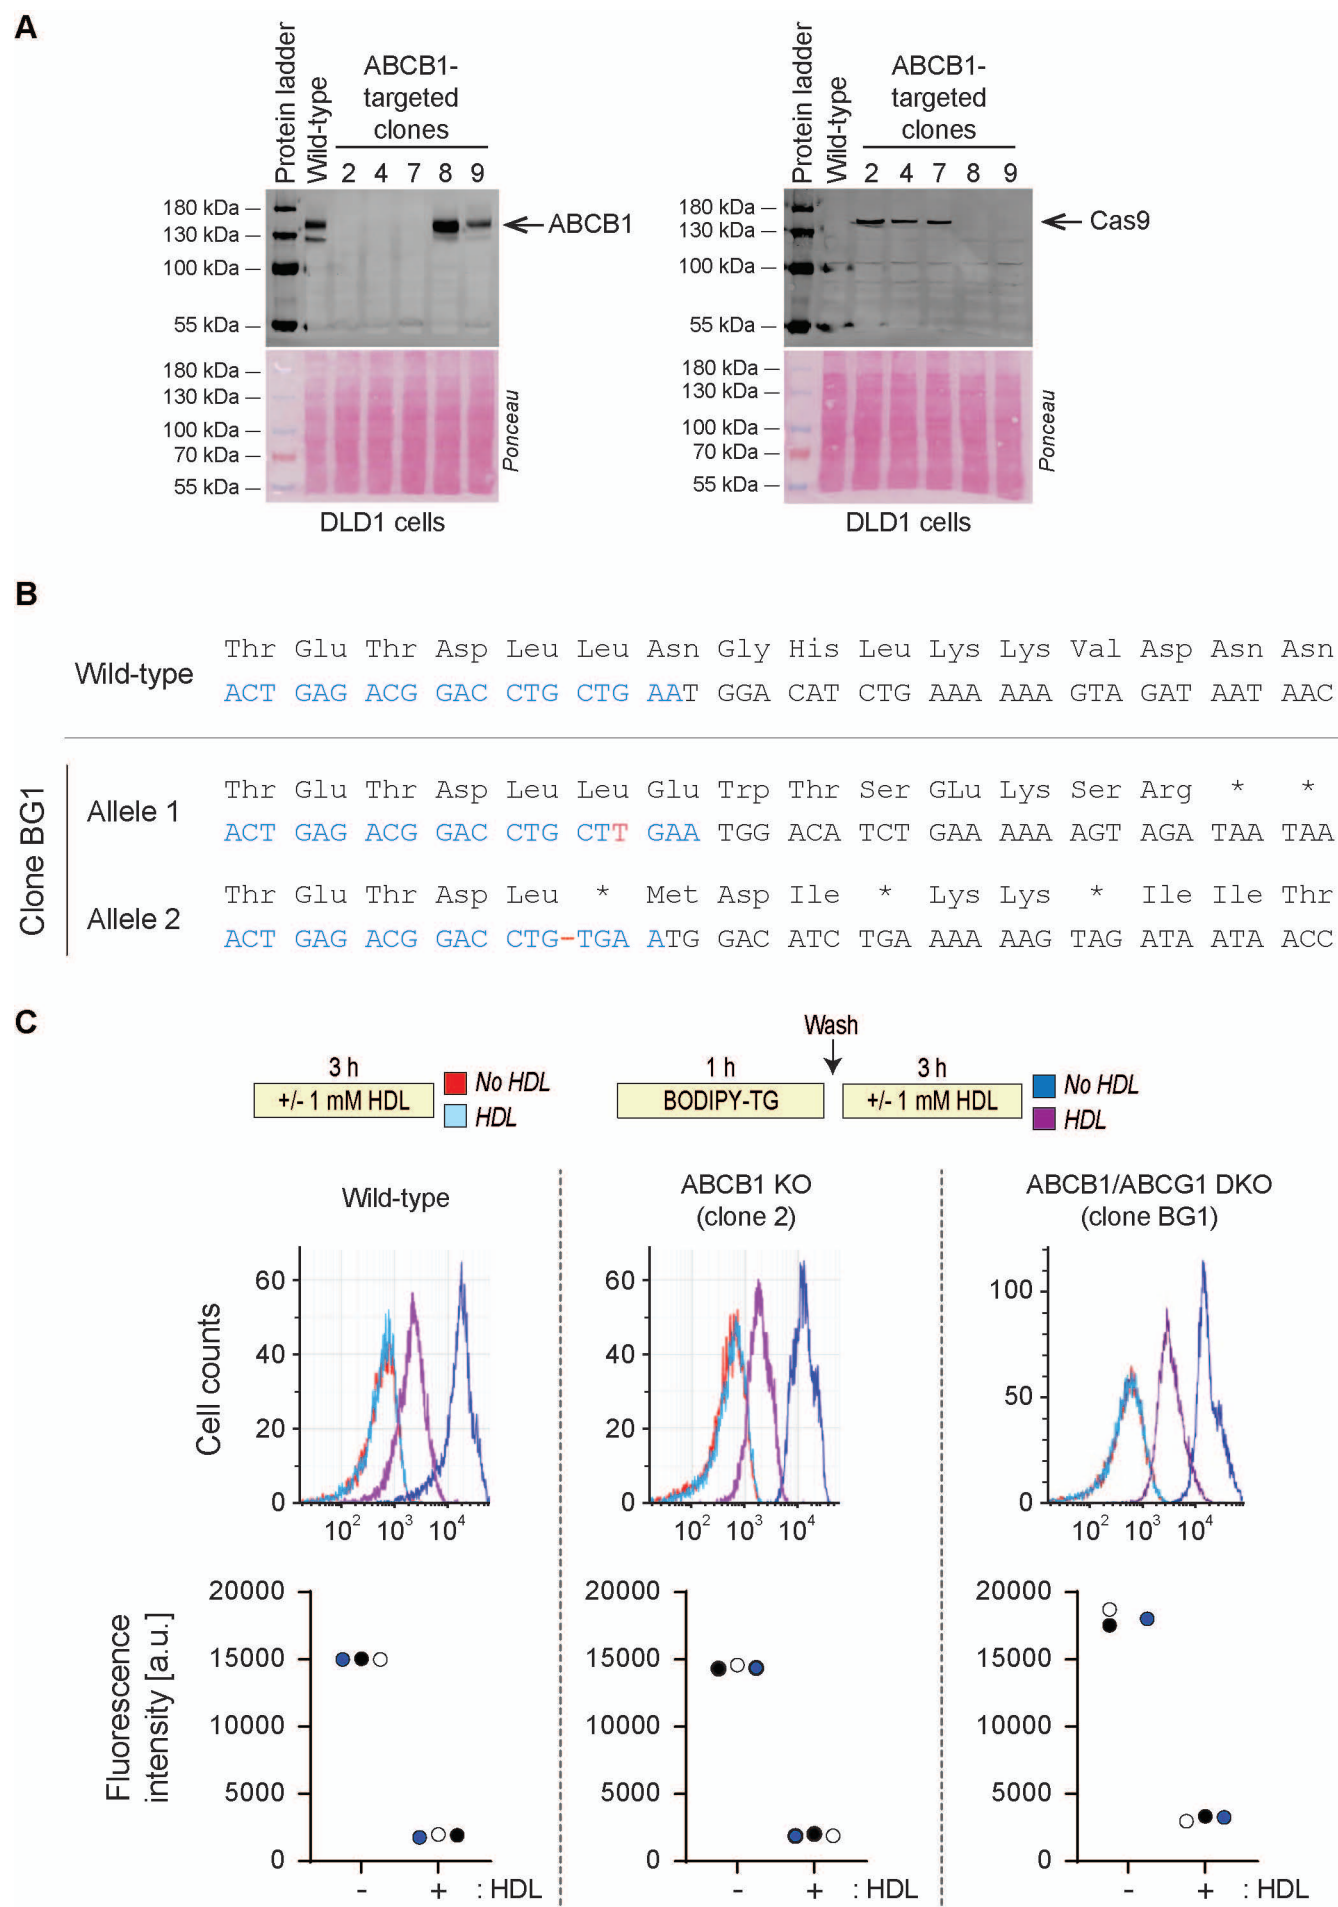 A
Protein ladder
Wild-type
ABCB1-
targeted
clones
2 4 7 8 9
180 kDa
130 kDa
100 kDa
55 kDa
ABCB1
180 kDa
130 kDa
100 kDa
70 kDa
55 kDa
Ponceau
DLD1 cells
Protein ladder
Wild-type
ABCB1-
targeted
clones
2 4 7 8 9
180 kDa
130 kDa
100 kDa
55 kDa
Cas9
180 kDa
130 kDa
100 kDa
70 kDa
55 kDa
Ponceau
DLD1 cells
B
Wild-type
Thr Glu Thr Asp Leu Leu Asn Gly His Leu Lys Lys Val Asp Asn Asn
ACT GAG ACG GAC CTG CTG AAT GGA CAT CTG AAA AAA GTA GAT AAT AAC
Clone BG1
Allele 1
Thr Glu Thr Asp Leu Leu Glu Trp Thr Ser GLu Lys Ser Arg * *
ACT GAG ACG GAC CTG CTT GAA TGG ACA TCT GAA AAA AGT AGA TAA TAA
Allele 2
Thr Glu Thr Asp Leu * Met Asp Ile * Lys Lys * Ile Ile Thr
ACT GAG ACG GAC CTG-TGA ATG GAC ATC TGA AAA AAG TAG ATA ATA ACC
C
3 h
+/- 1 mM HDL
No HDL
HDL
1 h
BODIPY-TG
Wash
3 h
+/- 1 mM HDL
No HDL
HDL
Wild-type
ABCB1 KO
(clone 2)
ABCB1/ABCG1 DKO
(clone BG1)
Cell counts
60
40
20
0
10² 10³ 10⁴
60
40
20
0
10² 10³ 10⁴
100
50
0
10² 10³ 10⁴
Fluorescence
intensity [a.u.]
20000
15000
10000
5000
0
- + : HDL
20000
15000
10000
5000
0
- + : HDL
20000
15000
10000
5000
0
- + : HDL